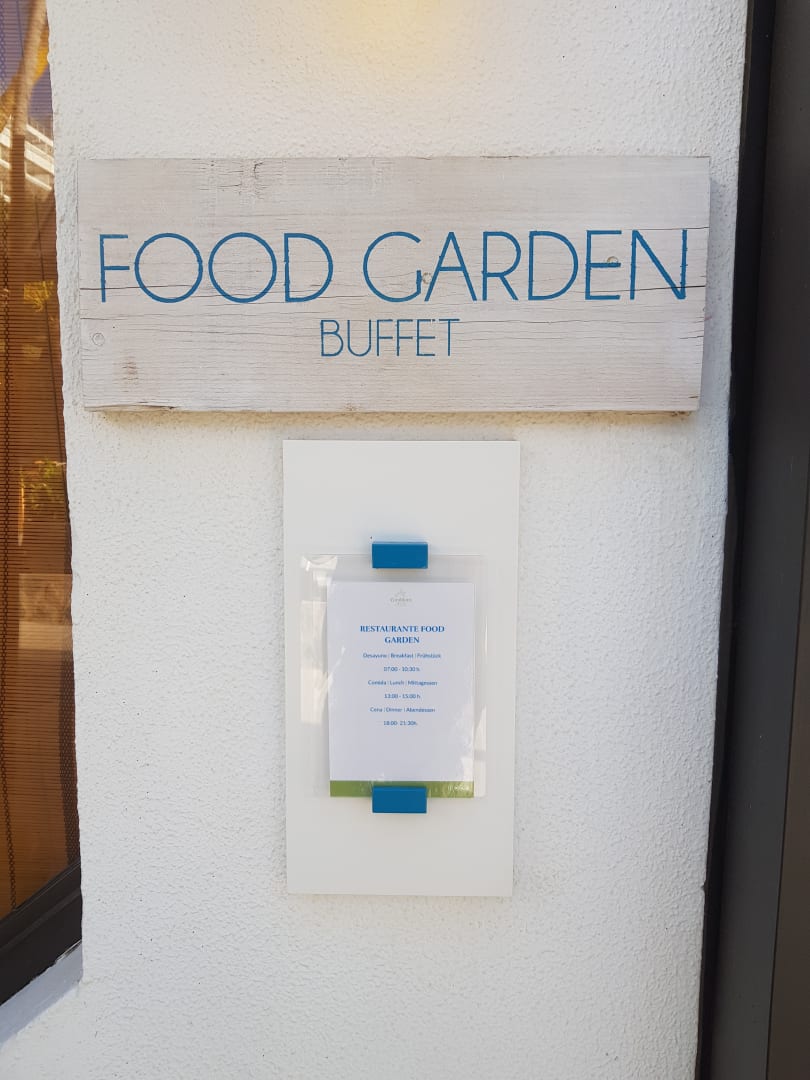 FOOD GARDEN
BUFFET
RESTAURANTE FOOD
GARDEN
Desayuno | Breakfast | Frühstück
07:00 - 10:30 h.
Comida | Lunch | Mittagessen
13:00 - 15:00 h.
Cena | Dinner | Abendessen
18:00- 21:30h.